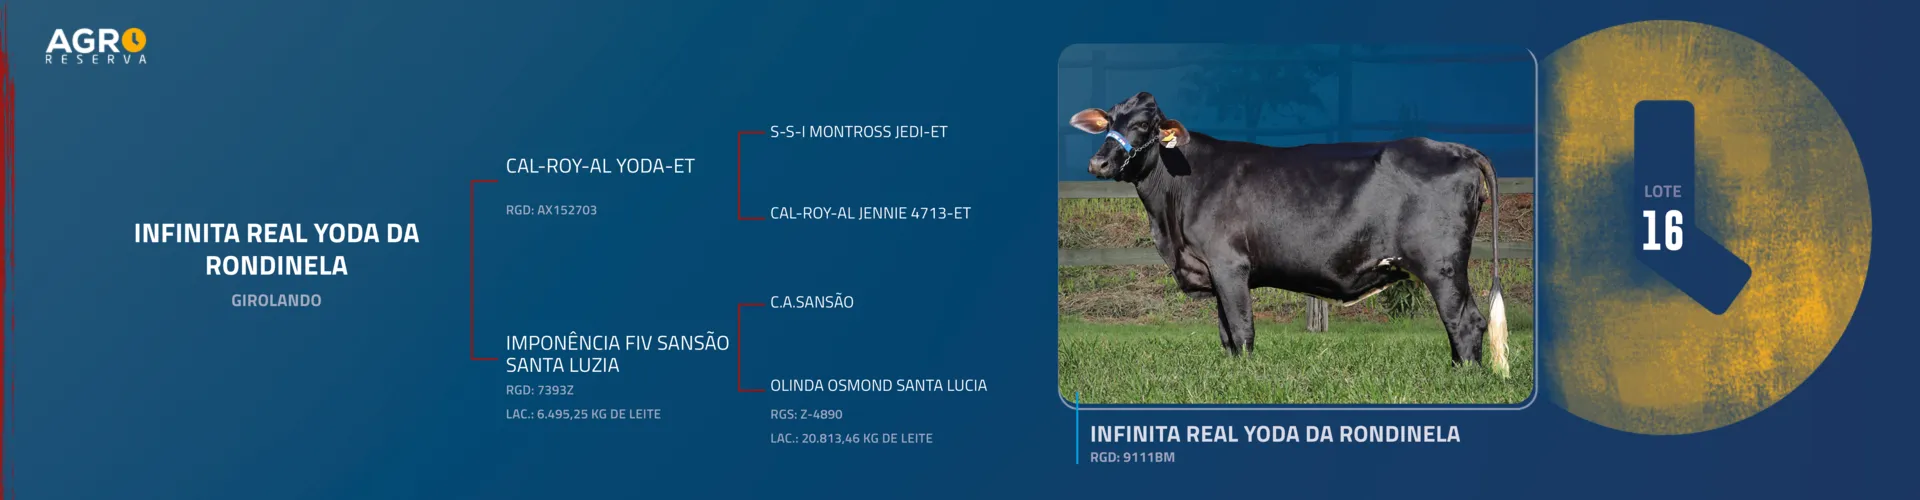 AGRO
RESERVA
INFINITA REAL YODA DA
RONDINELA
GIROLANDO
CAL-ROY-AL YODA-ET
RGD: AX152703
IMPONÊNCIA FIV SANSÃO
SANTA LUZIA
RGD: 7393Z
LAC.: 6.495,25 KG DE LEITE
S-S-I MONTROSS JEDI-ET
CAL-ROY-AL JENNIE 4713-ET
C.A.SANSÃO
OLINDA OSMOND SANTA LUCIA
RGS: Z-4890
LAC.: 20.813,46 KG DE LEITE
INFINITA REAL YODA DA RONDINELA
RGD: 9111BM
LOTE
16